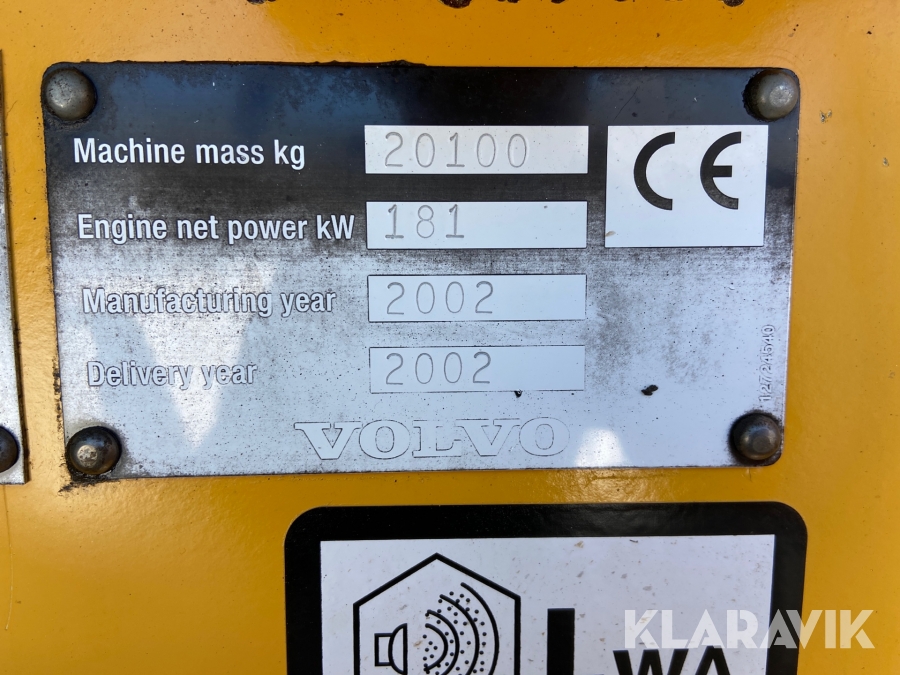 Machine mass kg 20100
CE
Engine net power kW 181
Manufacturing year 2002
Delivery year 2002
12724540
VOLVO
LWA
KLARAVIK